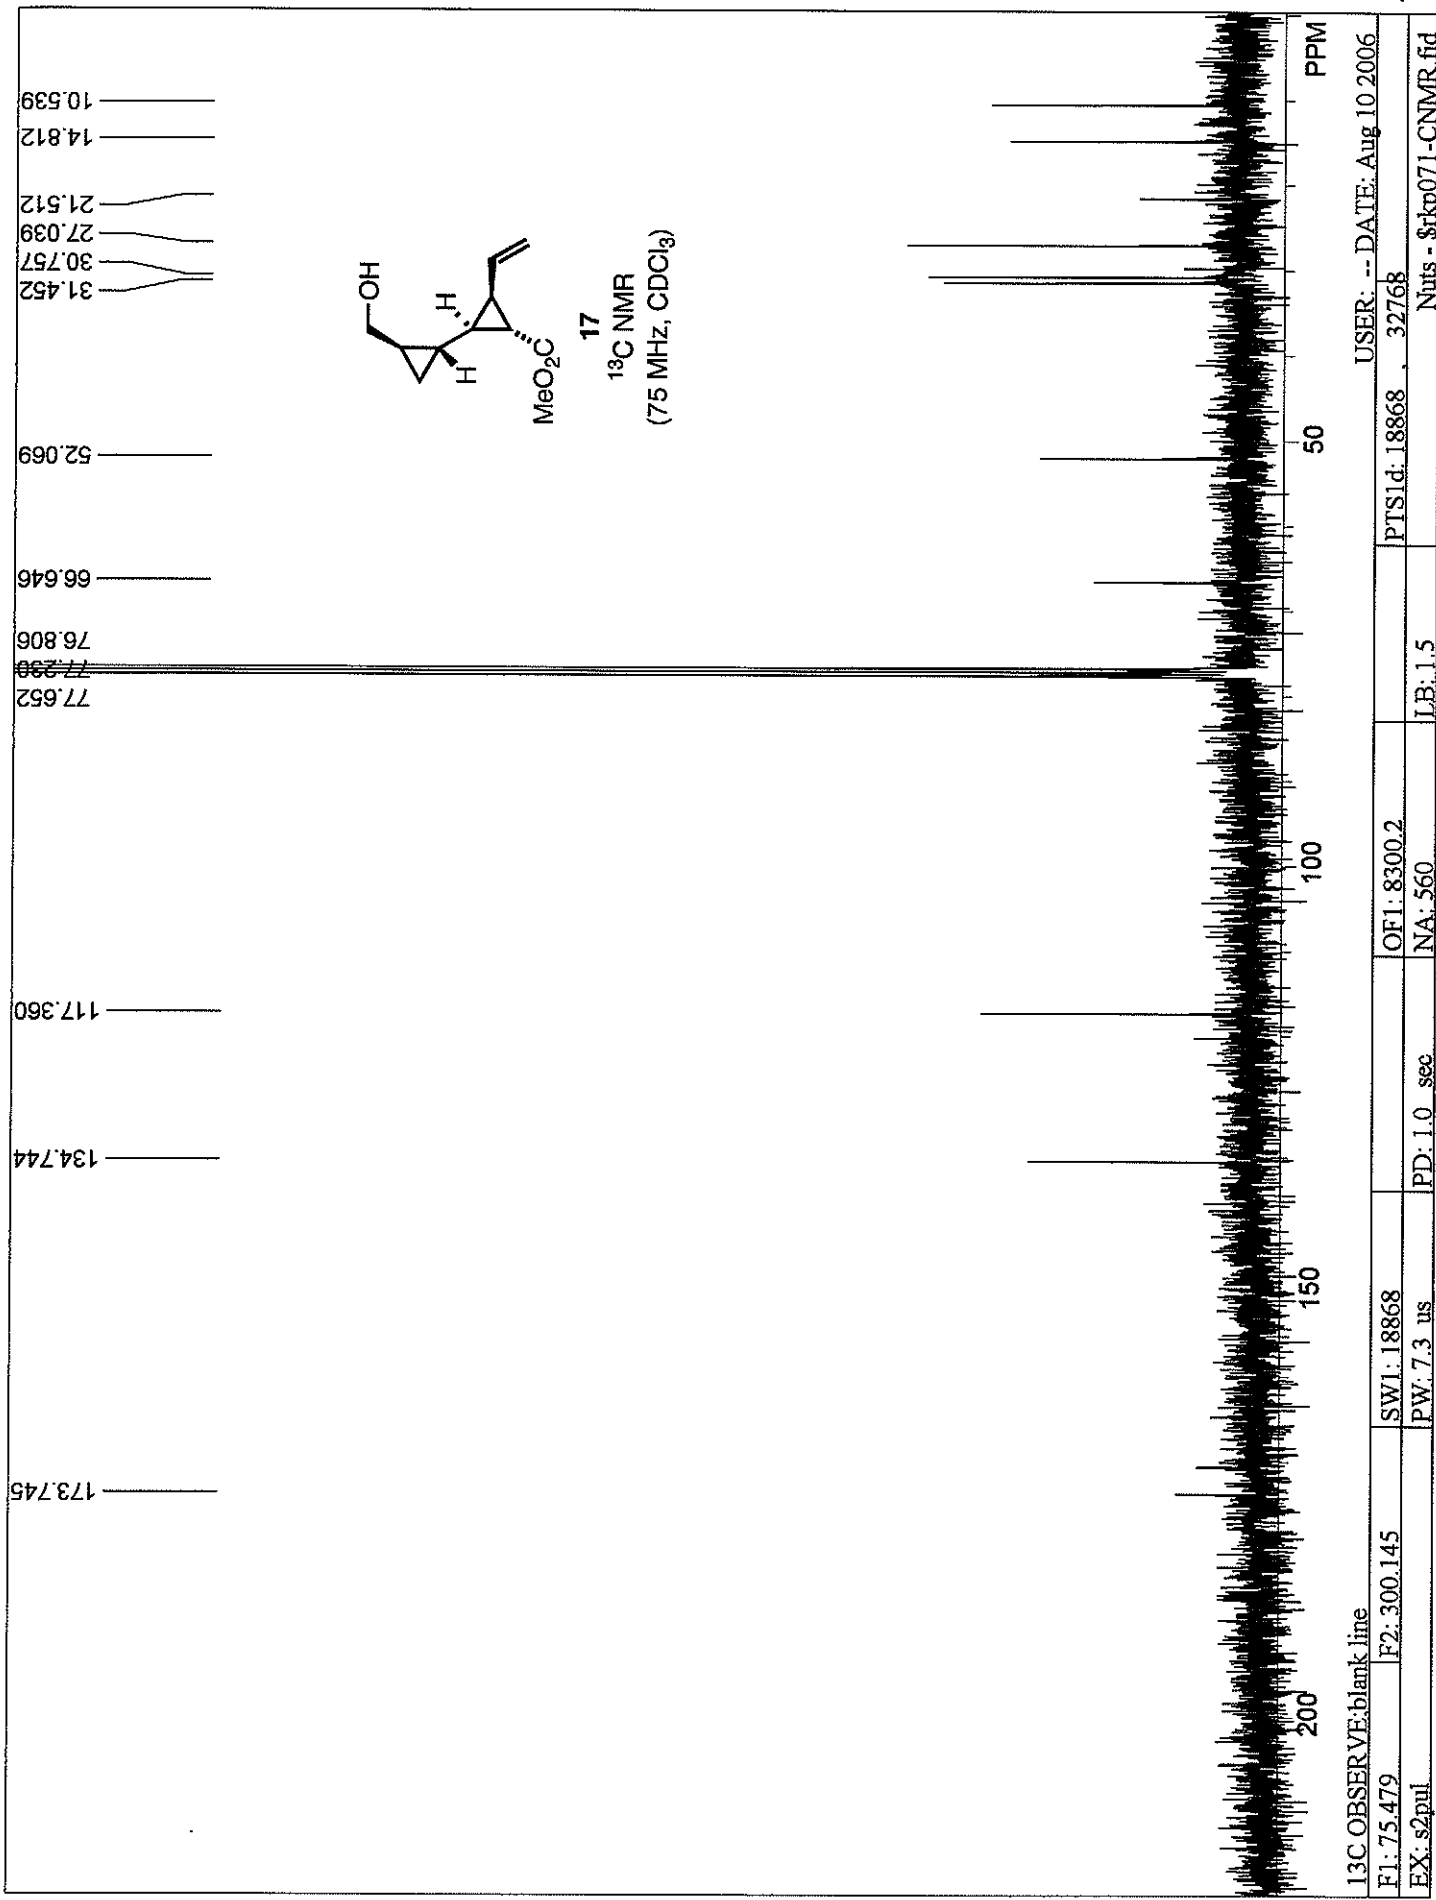 10.539
14.812
21.512
27.039
30.757
31.452
52.069
66.646
76.806
77.230
77.652
117.360
134.744
173.745
OH
H
H
MeO₂C
17
¹³C NMR
(75 MHz, CDCl₃)
PPM
50
100
150
200
13C OBSERVE:blank line
USER: -- DATE: Aug 10 2006
F1: 75.479 F2: 300.145 SW1: 18868 OF1: 8300.2 PTS1d: 18868 , 32768
EX: s2pul PW: 7.3 us PD: 1.0 sec NA: 560 LB: 1.5 Nuts - $rkp071-CNMR.fid